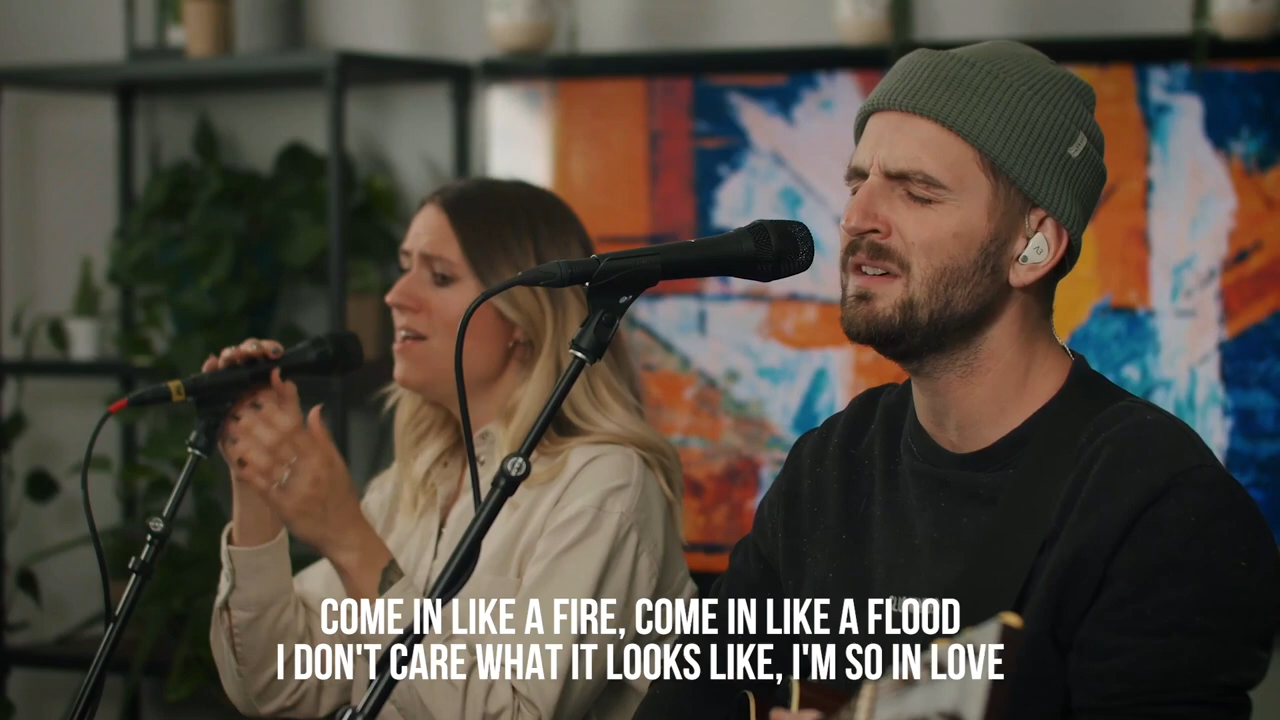 COME IN LIKE A FIRE, COME IN LIKE A FLOOD
I DON'T CARE WHAT IT LOOKS LIKE, I'M SO IN LOVE